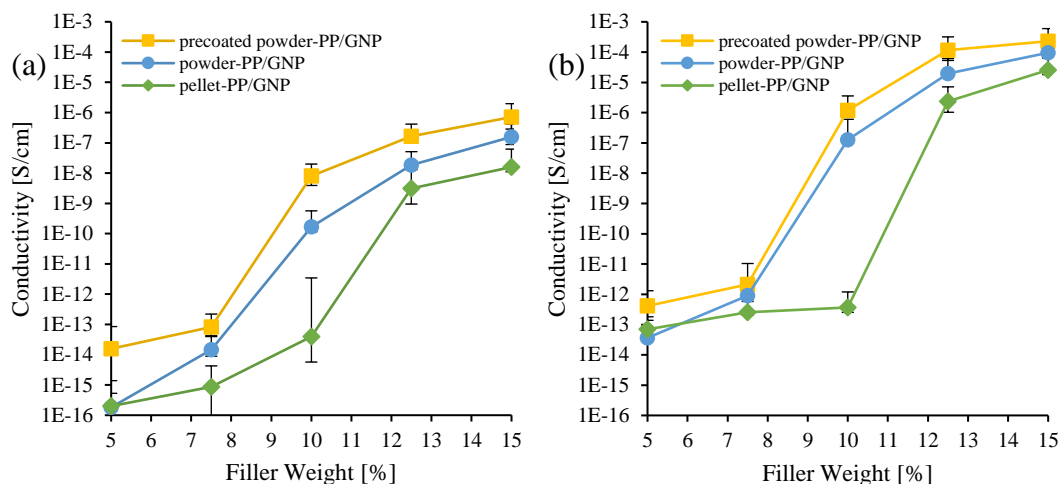 (a)
precoated powder-PP/GNP
powder-PP/GNP
pellet-PP/GNP
Conductivity [S/cm]
1E-3
1E-4
1E-5
1E-6
1E-7
1E-8
1E-9
1E-10
1E-11
1E-12
1E-13
1E-14
1E-15
1E-16
5 6 7 8 9 10 11 12 13 14 15
Filler Weight [%]
(b)
precoated powder-PP/GNP
powder-PP/GNP
pellet-PP/GNP
Conductivity [S/cm]
1E-3
1E-4
1E-5
1E-6
1E-7
1E-8
1E-9
1E-10
1E-11
1E-12
1E-13
1E-14
1E-15
1E-16
5 6 7 8 9 10 11 12 13 14 15
Filler Weight [%]